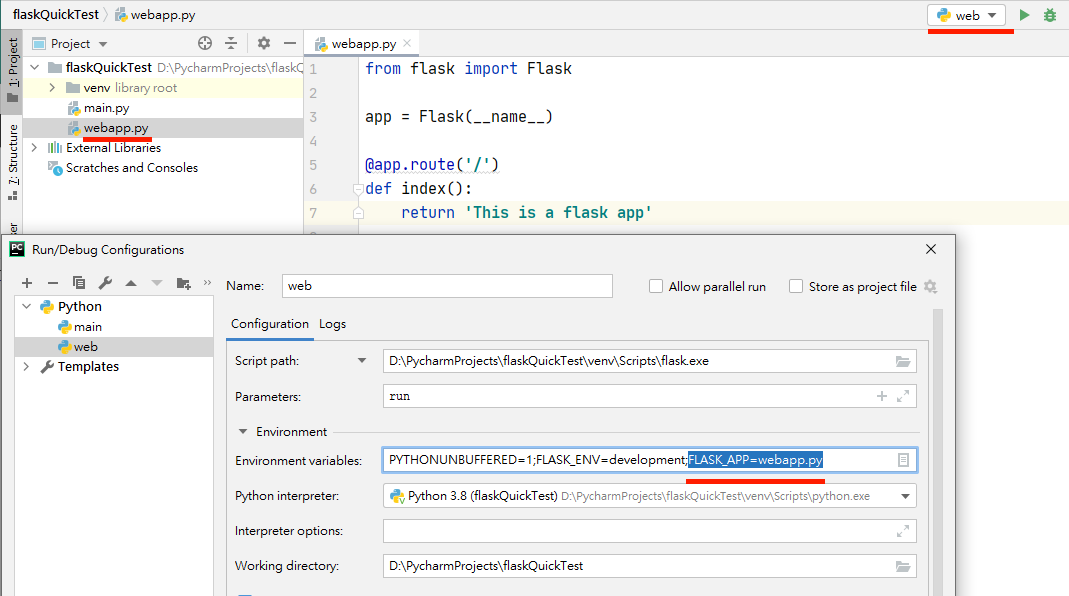 flaskQuickTest webapp.py web
1: Project
Project
webapp.py
flaskQuickTest D:\PycharmProjects\flaskQ
venv library root
main.py
webapp.py
External Libraries
Scratches and Consoles
7: Structure
1 from flask import Flask
2
3 app = Flask(__name__)
4
5 @app.route('/')
6 def index():
7 return 'This is a flask app'
PC Run/Debug Configurations
Python
main
web
Templates
Name: web Allow parallel run Store as project file
Configuration Logs
Script path: D:\PycharmProjects\flaskQuickTest\venv\Scripts\flask.exe
Parameters: run
Environment
Environment variables: PYTHONUNBUFFERED=1;FLASK_ENV=development;FLASK_APP=webapp.py
Python interpreter: Python 3.8 (flaskQuickTest) D:\PycharmProjects\flaskQuickTest\venv\Scripts\python.exe
Interpreter options:
Working directory: D:\PycharmProjects\flaskQuickTest